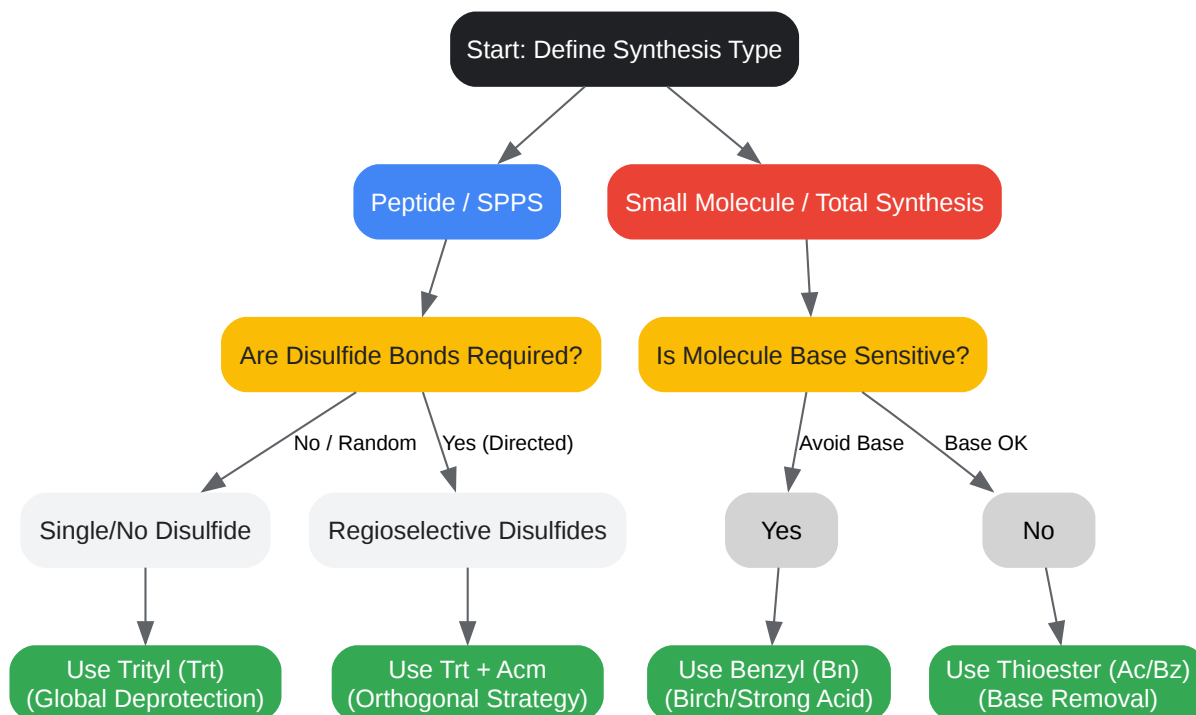 Start: Define Synthesis Type
Peptide / SPPS
Small Molecule / Total Synthesis
Are Disulfide Bonds Required?
Is Molecule Base Sensitive?
No / Random
Yes (Directed)
Avoid Base
Base OK
Single/No Disulfide
Regioselective Disulfides
Yes
No
Use Trityl (Trt)
(Global Deprotection)
Use Trt + Acm
(Orthogonal Strategy)
Use Benzyl (Bn)
(Birch/Strong Acid)
Use Thioester (Ac/Bz)
(Base Removal)